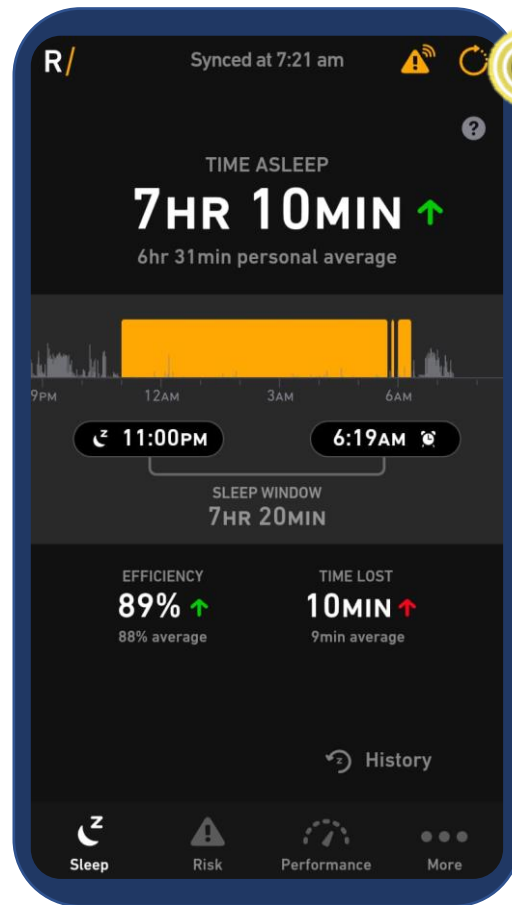 R/ Synced at 7:21 am
?
TIME ASLEEP
7HR 10MIN
6hr 31min personal average
9PM 12AM 3AM 6AM
z 11:00PM 6:19AM
SLEEP WINDOW
7HR 20MIN
EFFICIENCY TIME LOST
89% 10MIN
88% average 9min average
z History
z
Sleep Risk Performance More